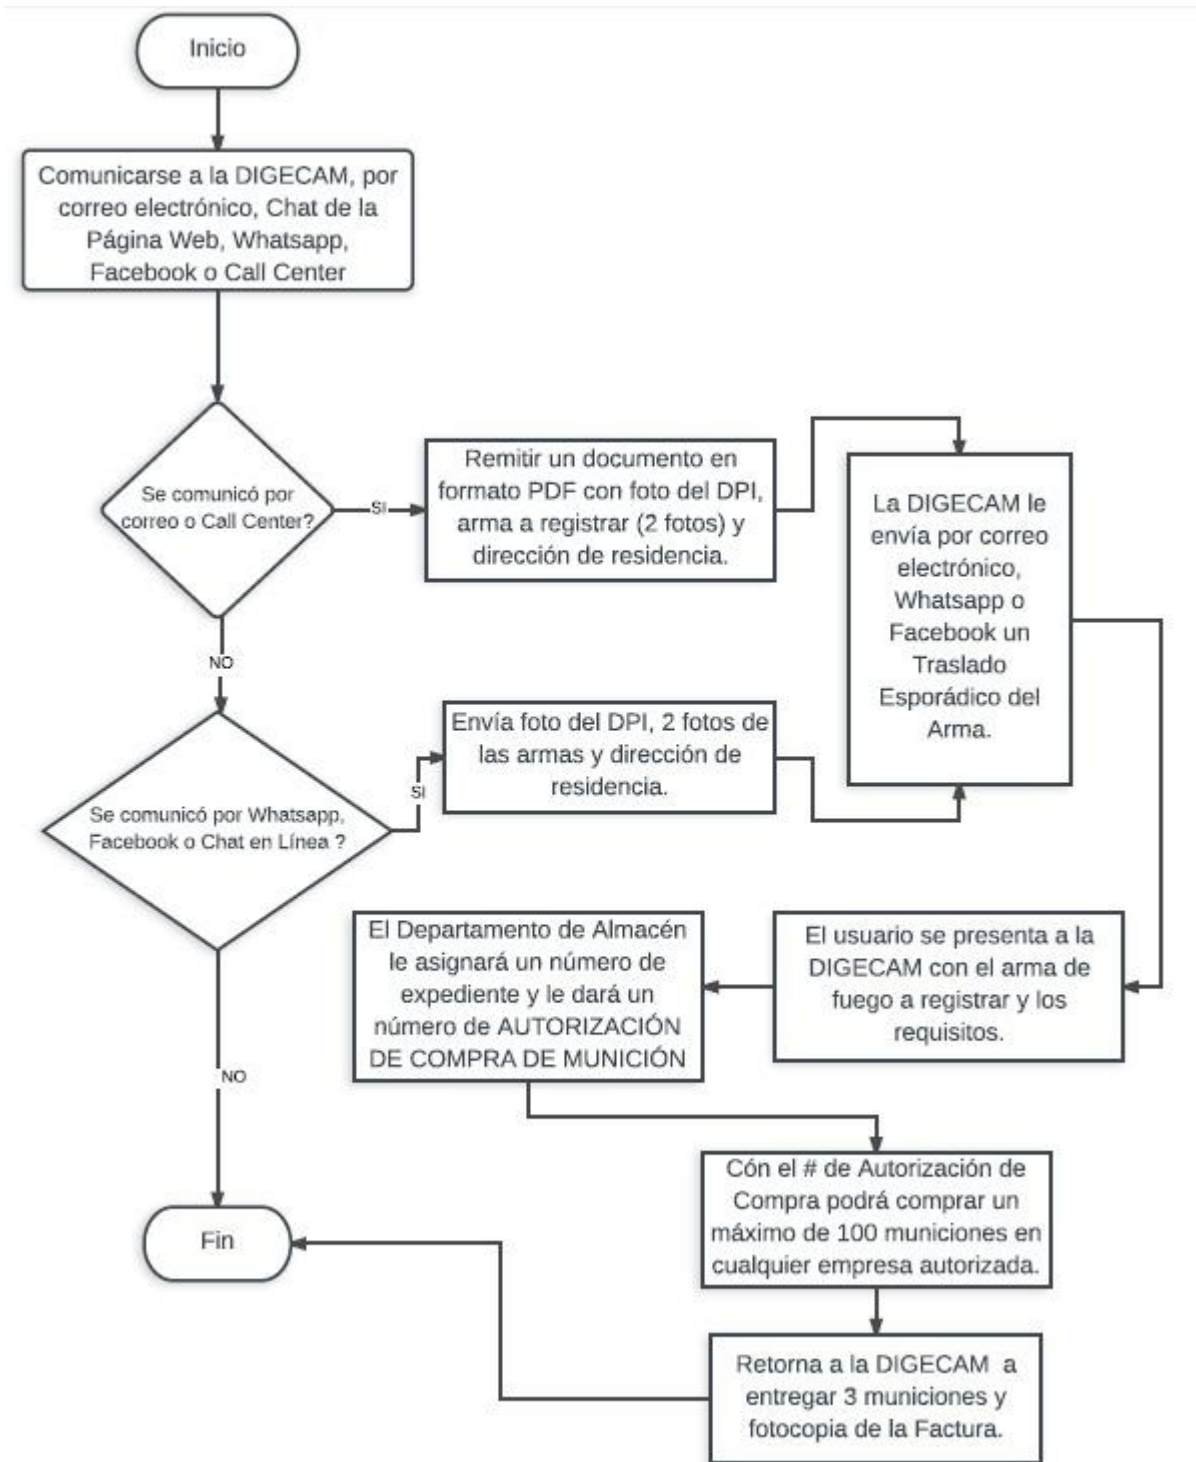 Inicio
Comunicarse a la DIGECAM, por
correo electrónico, Chat de la
Página Web, Whatsapp,
Facebook o Call Center
Se comunicó por
correo o Call Center?
SI
Remitir un documento en
formato PDF con foto del DPI,
arma a registrar (2 fotos) y
dirección de residencia.
La DIGECAM le
envía por correo
electrónico,
Whatsapp o
Facebook un
Traslado
Esporádico del
Arma.
NO
Se comunicó por Whatsapp,
Facebook o Chat en Línea ?
SI
Envía foto del DPI, 2 fotos de
las armas y dirección de
residencia.
El usuario se presenta a la
DIGECAM con el arma de
fuego a registrar y los
requisitos.
El Departamento de Almacén
le asignará un número de
expediente y le dará un
número de AUTORIZACIÓN
DE COMPRA DE MUNICIÓN
NO
Cón el # de Autorización de
Compra podrá comprar un
máximo de 100 municiones en
cualquier empresa autorizada.
Retorna a la DIGECAM  a
entregar 3 municiones y
fotocopia de la Factura.
Fin